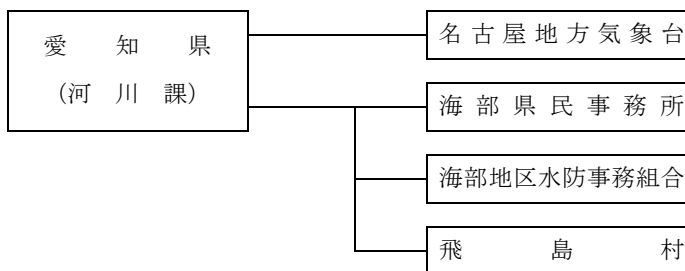 愛知県
(河川課)
名古屋地方気象台
海部県民事務所
海部地区水防事務組合
飛島村